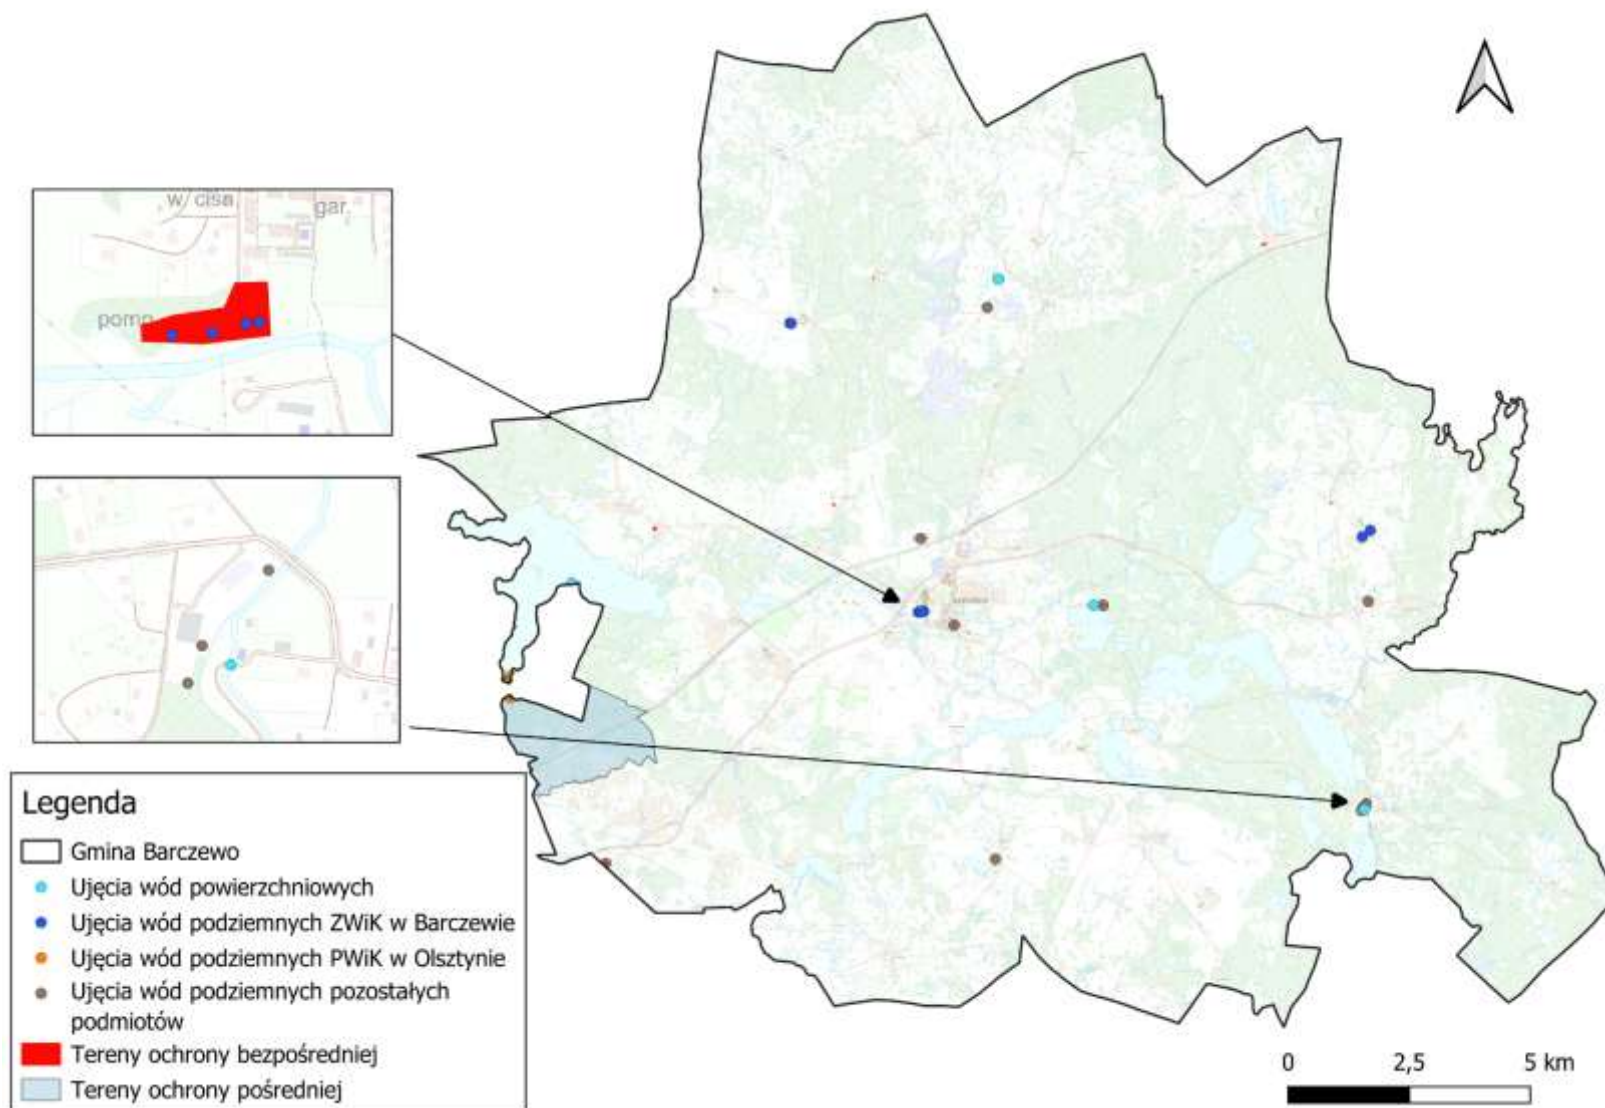 w/ cisa
gar.
pomp
Legenda
Gmina Barczewo
Ujęcia wód powierzchniowych
Ujęcia wód podziemnych ZWiK w Barczewie
Ujęcia wód podziemnych PWiK w Olsztynie
Ujęcia wód podziemnych pozostałych
podmiotów
Tereny ochrony bezpośredniej
Tereny ochrony pośredniej
0 2,5 5 km